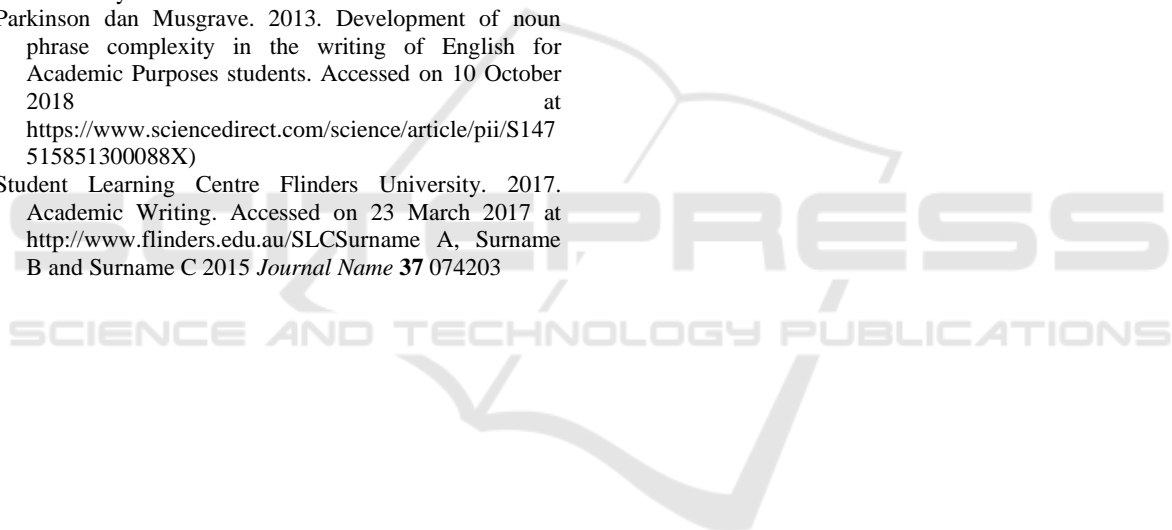 Parkinson dan Musgrave. 2013. Development of noun
phrase complexity in the writing of English for
Academic Purposes students. Accessed on 10 October
2018 at
https://www.sciencedirect.com/science/article/pii/S147
515851300088X)
Student Learning Centre Flinders University. 2017.
Academic Writing. Accessed on 23 March 2017 at
http://www.flinders.edu.au/SLCSurname A, Surname
B and Surname C 2015 Journal Name 37 074203
SCITEPRESS
SCIENCE AND TECHNOLOGY PUBLICATIONS